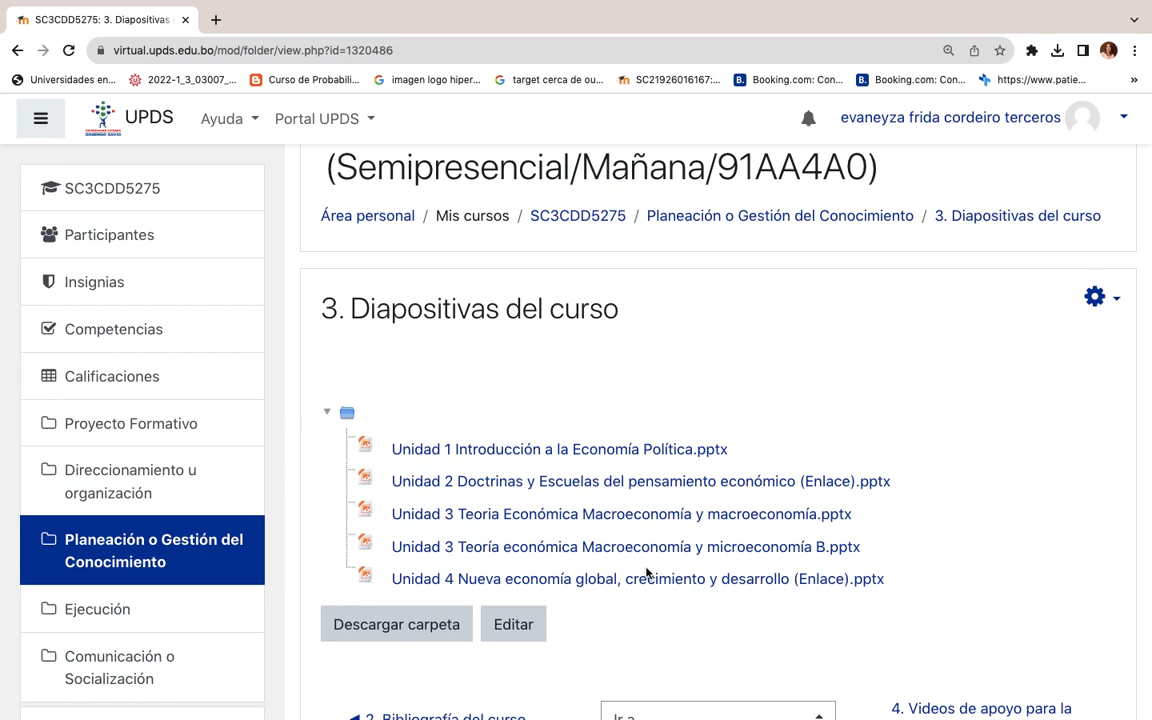 SC3CDD5275: 3. Diapositivas
virtual.upds.edu.bo/mod/folder/view.php?id=1320486
Universidades en...
2022-1_3_03007_...
Curso de Probabili...
imagen logo hiper...
target cerca de ou...
SC21926016167:...
Booking.com: Con...
Booking.com: Con...
https://www.patie...
UPDS
Ayuda
Portal UPDS
evaneyza frida cordeiro terceros
(Semipresencial/Mañana/91AA4A0)
Área personal / Mis cursos / SC3CDD5275 / Planeación o Gestión del Conocimiento / 3. Diapositivas del curso
SC3CDD5275
Participantes
Insignias
Competencias
Calificaciones
Proyecto Formativo
Direccionamiento u
organización
Planeación o Gestión del
Conocimiento
Ejecución
Comunicación o
Socialización
3. Diapositivas del curso
Unidad 1 Introducción a la Economía Política.pptx
Unidad 2 Doctrinas y Escuelas del pensamiento económico (Enlace).pptx
Unidad 3 Teoria Económica Macroeconomía y macroeconomía.pptx
Unidad 3 Teoría económica Macroeconomía y microeconomía B.pptx
Unidad 4 Nueva economía global, crecimiento y desarrollo (Enlace).pptx
Descargar carpeta
Editar
2. Bibliografía del curso
Ir a
4. Videos de apoyo para la